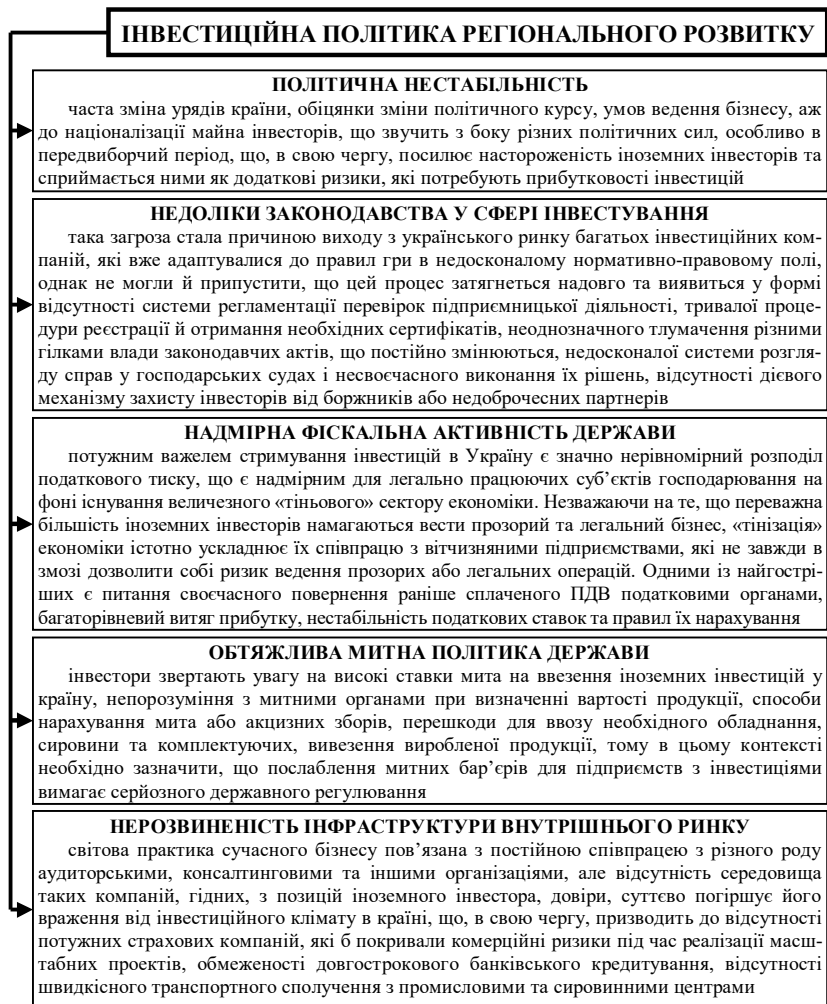 ІНВЕСТИЦІЙНА ПОЛІТИКА РЕГІОНАЛЬНОГО РОЗВИТКУ
ПОЛІТИЧНА НЕСТАБІЛЬНІСТЬ
часта зміна урядів країни, обіцянки зміни політичного курсу, умов ведення бізнесу, аж
до націоналізації майна інвесторів, що звучить з боку різних політичних сил, особливо в
передвиборчий період, що, в свою чергу, посилює настороженість іноземних інвесторів та
сприймається ними як додаткові ризики, які потребують прибутковості інвестицій
НЕДОЛІКИ ЗАКОНОДАВСТВА У СФЕРІ ІНВЕСТУВАННЯ
така загроза стала причиною виходу з українського ринку багатьох інвестиційних ком-
паній, які вже адаптувалися до правил гри в недосконалому нормативно-правовому полі,
однак не могли й припустити, що цей процес затягнеться надовго та виявиться у формі
відсутності системи регламентації перевірок підприємницької діяльності, тривалої проце-
дури реєстрації й отримання необхідних сертифікатів, неоднозначного тлумачення різними
гілками влади законодавчих актів, що постійно змінюються, недосконалої системи розгля-
ду справ у господарських судах і несвоєчасного виконання їх рішень, відсутності дієвого
механізму захисту інвесторів від боржників або недоброчесних партнерів
НАДМІРНА ФІСКАЛЬНА АКТИВНІСТЬ ДЕРЖАВИ
потужним важелем стримування інвестицій в Україну є значно нерівномірний розподіл
податкового тиску, що є надмірним для легально працюючих суб’єктів господарювання на
фоні існування величезного «тіньового» сектору економіки. Незважаючи на те, що переважна
більшість іноземних інвесторів намагаються вести прозорий та легальний бізнес, «тінізація»
економіки істотно ускладнює їх співпрацю з вітчизняними підприємствами, які не завжди в
змозі дозволити собі ризик ведення прозорих або легальних операцій. Одними із найгострі-
ших є питання своєчасного повернення раніше сплаченого ПДВ податковими органами,
багаторівневий витяг прибутку, нестабільність податкових ставок та правил їх нарахування
ОБТЯЖЛИВА МИТНА ПОЛІТИКА ДЕРЖАВИ
інвестори звертають увагу на високі ставки мита на ввезення іноземних інвестицій у
країну, непорозуміння з митними органами при визначенні вартості продукції, способи
нарахування мита або акцизних зборів, перешкоди для ввозу необхідного обладнання,
сировини та комплектуючих, вивезення виробленої продукції, тому в цьому контексті
необхідно зазначити, що послаблення митних бар’єрів для підприємств з інвестиціями
вимагає серйозного державного регулювання
НЕРОЗВИНЕНІСТЬ ІНФРАСТРУКТУРИ ВНУТРІШНЬОГО РИНКУ
світова практика сучасного бізнесу пов’язана з постійною співпрацею з різного роду
аудиторськими, консалтинговими та іншими організаціями, але відсутність середовища
таких компаній, гідних, з позицій іноземного інвестора, довіри, суттєво погіршує його
враження від інвестиційного клімату в країні, що, в свою чергу, призводить до відсутності
потужних страхових компаній, які б покривали комерційні ризики під час реалізації масш-
табних проектів, обмеженості довгострокового банківського кредитування, відсутності
швидкісного транспортного сполучення з промисловими та сировинними центрами